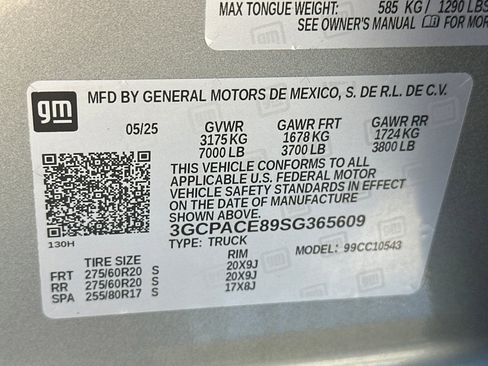 MAX TONGUE WEIGHT: 585 KG / 1290 LBS
SEE OWNER'S MANUAL FOR MOR
gm
MFD BY GENERAL MOTORS DE MEXICO, S. DE R.L. DE C.V.
05/25 GVWR GAWR FRT GAWR RR
3175 KG 1678 KG 1724 KG
7000 LB 3700 LB 3800 LB
THIS VEHICLE CONFORMS TO ALL
APPLICABLE U.S. FEDERAL MOTOR
VEHICLE SAFETY STANDARDS IN EFFECT
ON THE DATE OF MANUFACTURE
SHOWN ABOVE.
3GCPACE89SG365609
130H
TYPE: TRUCK MODEL: 99CC10543
TIRE SIZE RIM
FRT 275/60R20 S 20X9J
RR 275/60R20 S 20X9J
SPA 255/80R17 S 17X8J